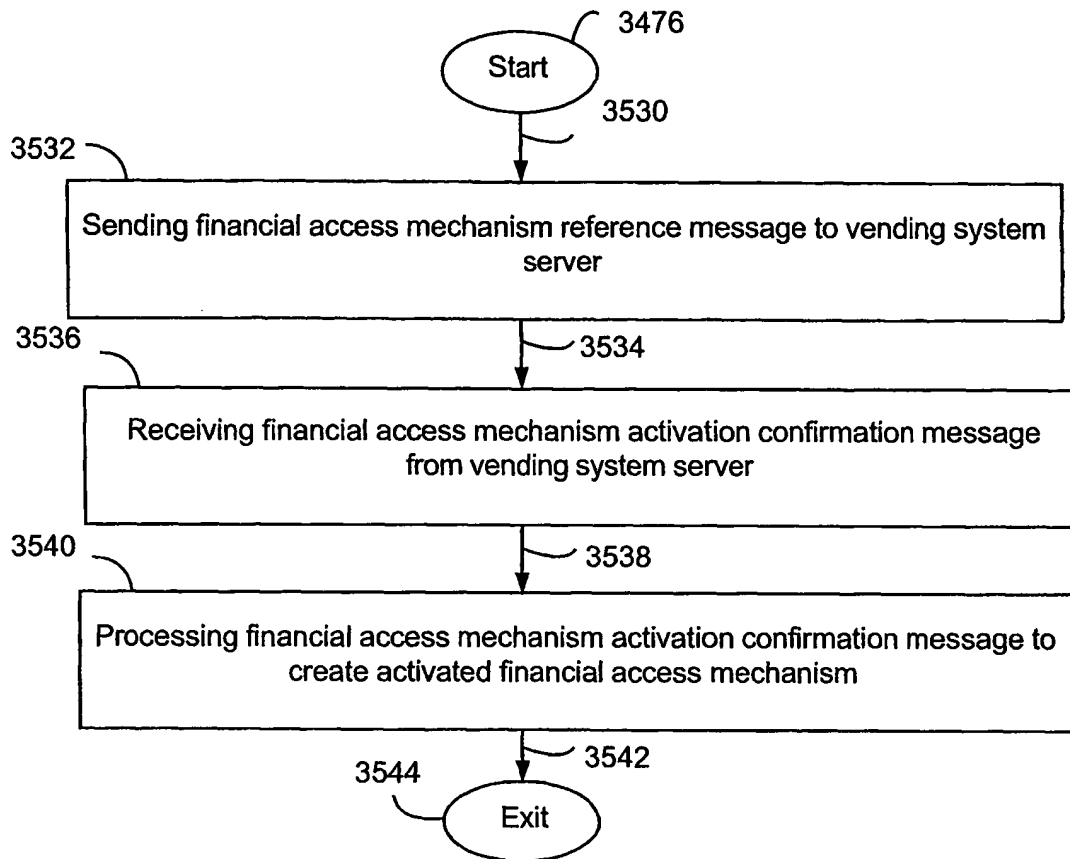 3476
Start
3530
3532
Sending financial access mechanism reference message to vending system
server
3534
3536
Receiving financial access mechanism activation confirmation message
from vending system server
3538
3540
Processing financial access mechanism activation confirmation message to
create activated financial access mechanism
3542
3544
Exit